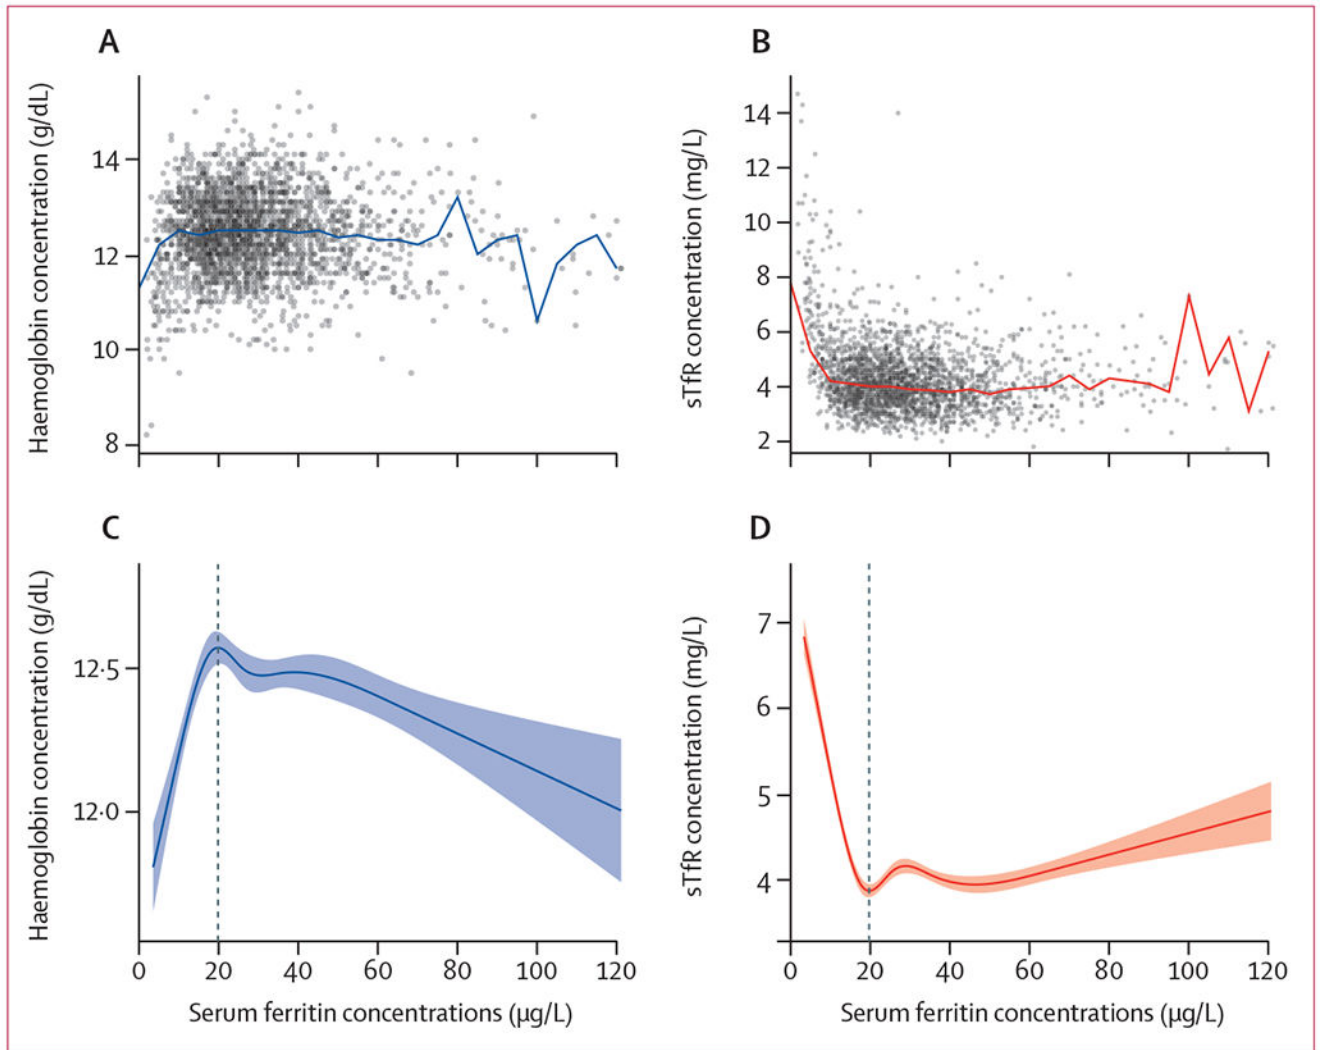 A
Haemoglobin concentration (g/dL)
14
12
10
8
B
sTfR concentration (mg/L)
14
12
10
8
6
4
2
C
Haemoglobin concentration (g/dL)
12·5
12·0
0 20 40 60 80 100 120
Serum ferritin concentrations (µg/L)
D
sTfR concentration (mg/L)
7
6
5
4
0 20 40 60 80 100 120
Serum ferritin concentrations (µg/L)